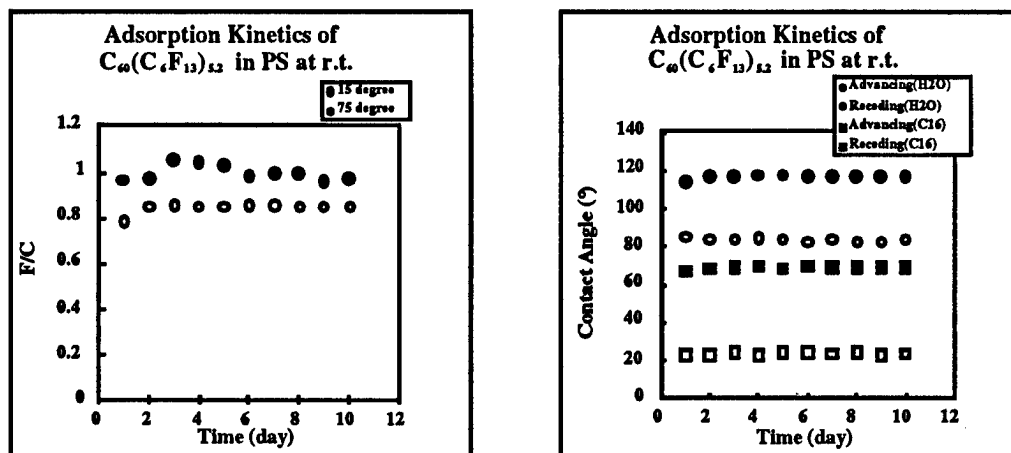 Adsorption Kinetics of
C₆₀(C₆F₁₃)₅.₂ in PS at r.t.
15 degree
75 degree
1.2
1
0.8
0.6
0.4
0.2
0
F/C
0 2 4 6 8 10 12
Time (day)
Adsorption Kinetics of
C₆₀(C₆F₁₃)₅.₂ in PS at r.t.
Advancing(H2O)
Receding(H2O)
Advancing(C16)
Receding(C16)
140
120
100
80
60
40
20
0
Contact Angle (°)
0 2 4 6 8 10 12
Time (day)